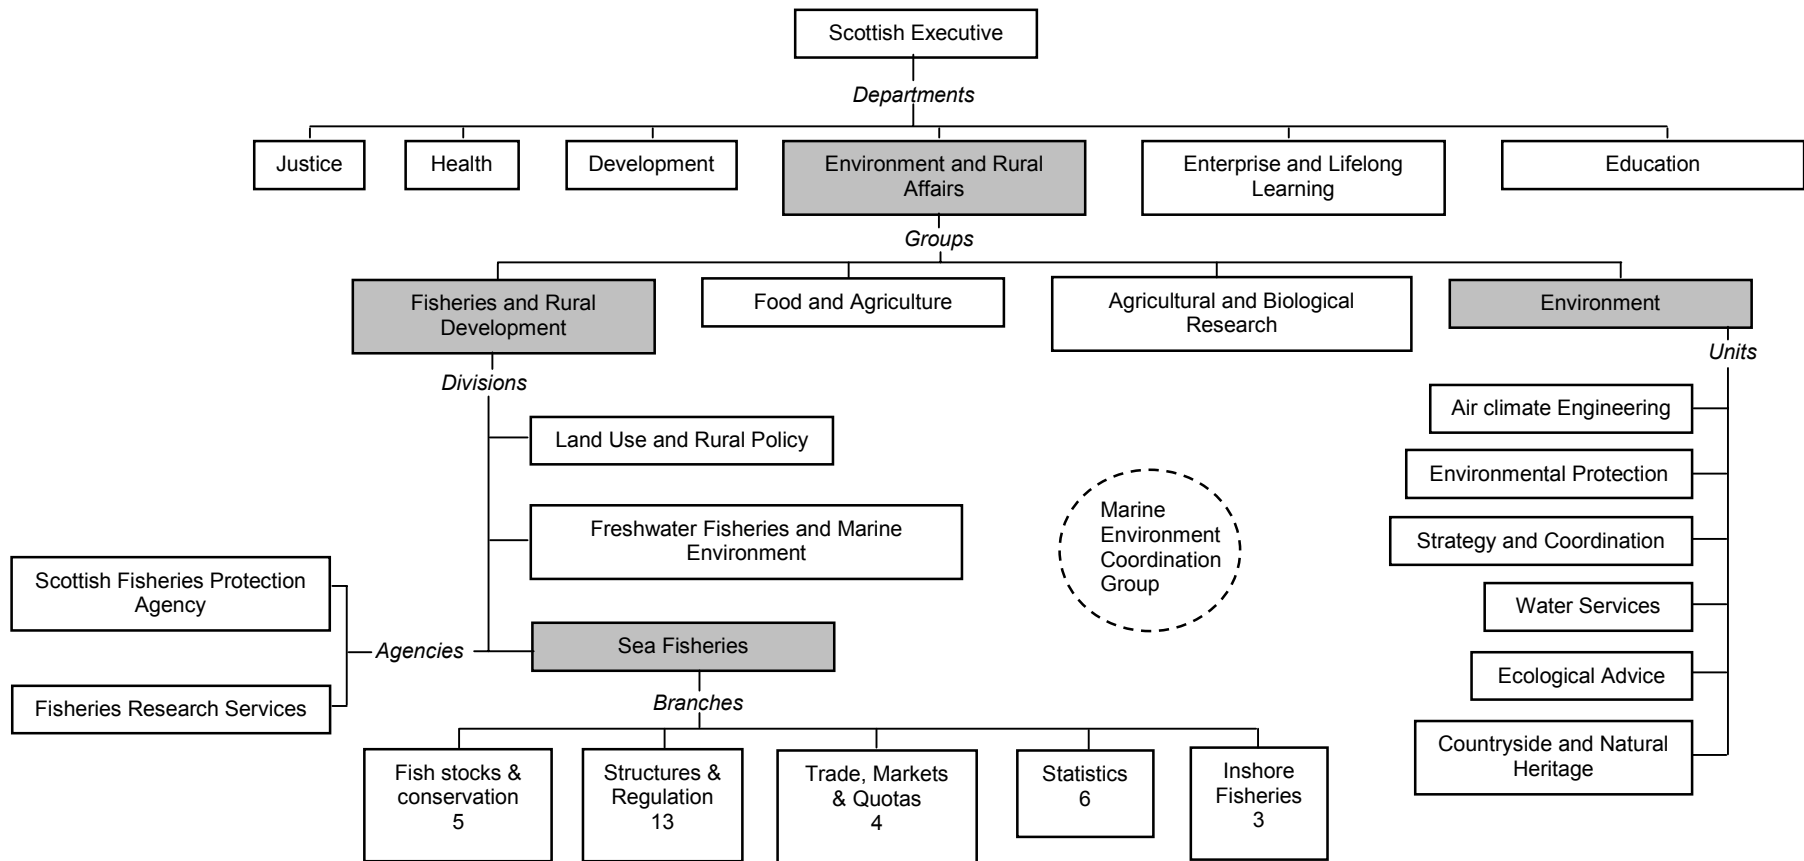 Scottish Executive
Departments
Justice
Health
Development
Environment and Rural
Affairs
Enterprise and Lifelong
Learning
Education
Groups
Fisheries and Rural
Development
Food and Agriculture
Agricultural and Biological
Research
Environment
Units
Divisions
Air climate Engineering
Land Use and Rural Policy
Environmental Protection
Marine
Environment
Coordination
Group
Freshwater Fisheries and Marine
Environment
Strategy and Coordination
Scottish Fisheries Protection
Agency
Water Services
Agencies
Sea Fisheries
Ecological Advice
Fisheries Research Services
Branches
Countryside and Natural
Heritage
Fish stocks &
conservation
5
Structures &
Regulation
13
Trade, Markets
& Quotas
4
Statistics
6
Inshore
Fisheries
3